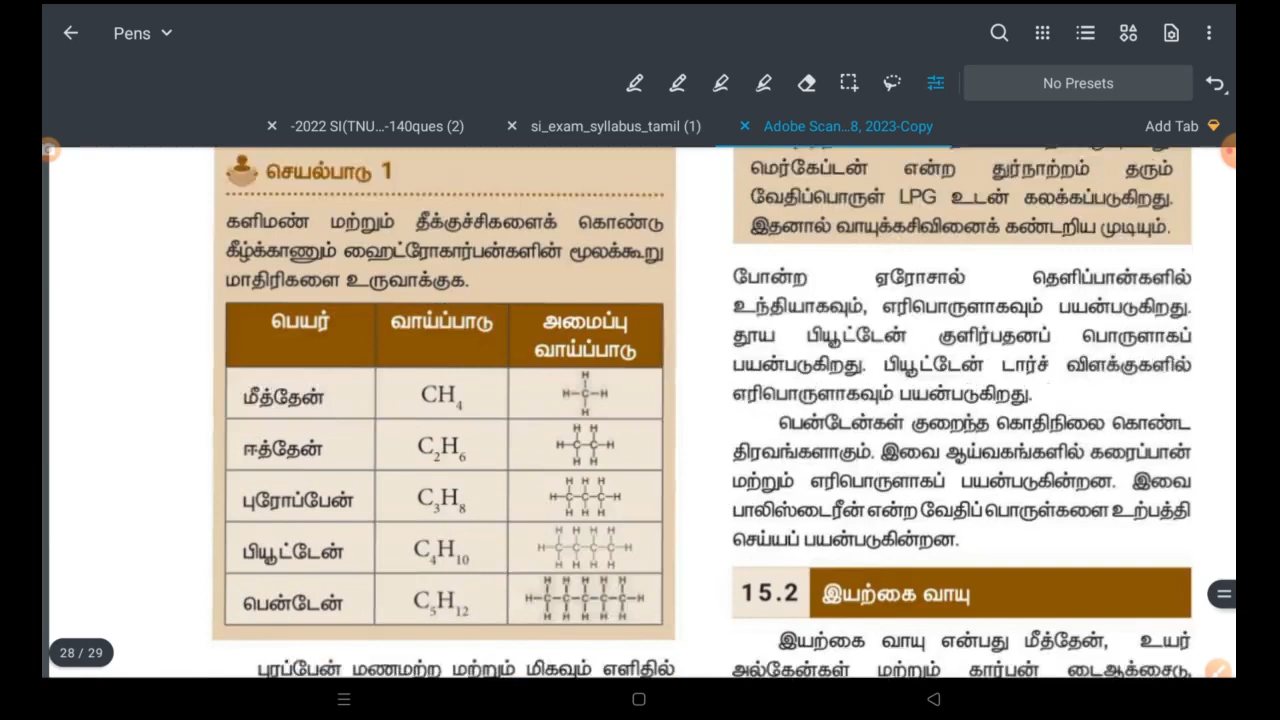 Pens
No Presets
-2022 SI(TNU...-140ques (2)
si_exam_syllabus_tamil (1)
Adobe Scan...8, 2023-Copy
Add Tab
செயல்பாடு 1
களிமண் மற்றும் தீக்குச்சிகளைக் கொண்டு
கீழ்க்காணும் ஹைட்ரோகார்பன்களின் மூலக்கூறு
மாதிரிகளை உருவாக்குக.
பெயர் வாய்ப்பாடு அமைப்பு
வாய்ப்பாடு
மீத்தேன் CH₄
ஈத்தேன் C₂H₆
புரோப்பேன் C₃H₈
பியூட்டேன் C₄H₁₀
பென்டேன் C₅H₁₂
புரப்பேன் மணமற்ற மற்றும் மிகவும் எளிதில்
மெர்கேப்டன் என்ற துர்நாற்றம் தரும்
வேதிப்பொருள் LPG உடன் கலக்கப்படுகிறது.
இதனால் வாயுக்கசிவினைக் கண்டறிய முடியும்.
போன்ற ஏரோசால் தெளிப்பான்களில்
உந்தியாகவும், எரிபொருளாகவும் பயன்படுகிறது.
தூய பியூட்டேன் குளிர்பதனப் பொருளாகப்
பயன்படுகிறது. பியூட்டேன் டார்ச் விளக்குகளில்
எரிபொருளாகவும் பயன்படுகிறது.
பென்டேன்கள் குறைந்த கொதிநிலை கொண்ட
திரவங்களாகும். இவை ஆய்வகங்களில் கரைப்பான்
மற்றும் எரிபொருளாகப் பயன்படுகின்றன. இவை
பாலிஸ்டைரீன் என்ற வேதிப் பொருள்களை உற்பத்தி
செய்யப் பயன்படுகின்றன.
15.2 இயற்கை வாயு
இயற்கை வாயு என்பது மீத்தேன், உயர்
அல்கேன்கள் மற்றும் கார்பன் டைஆக்சைடு,
28 / 29